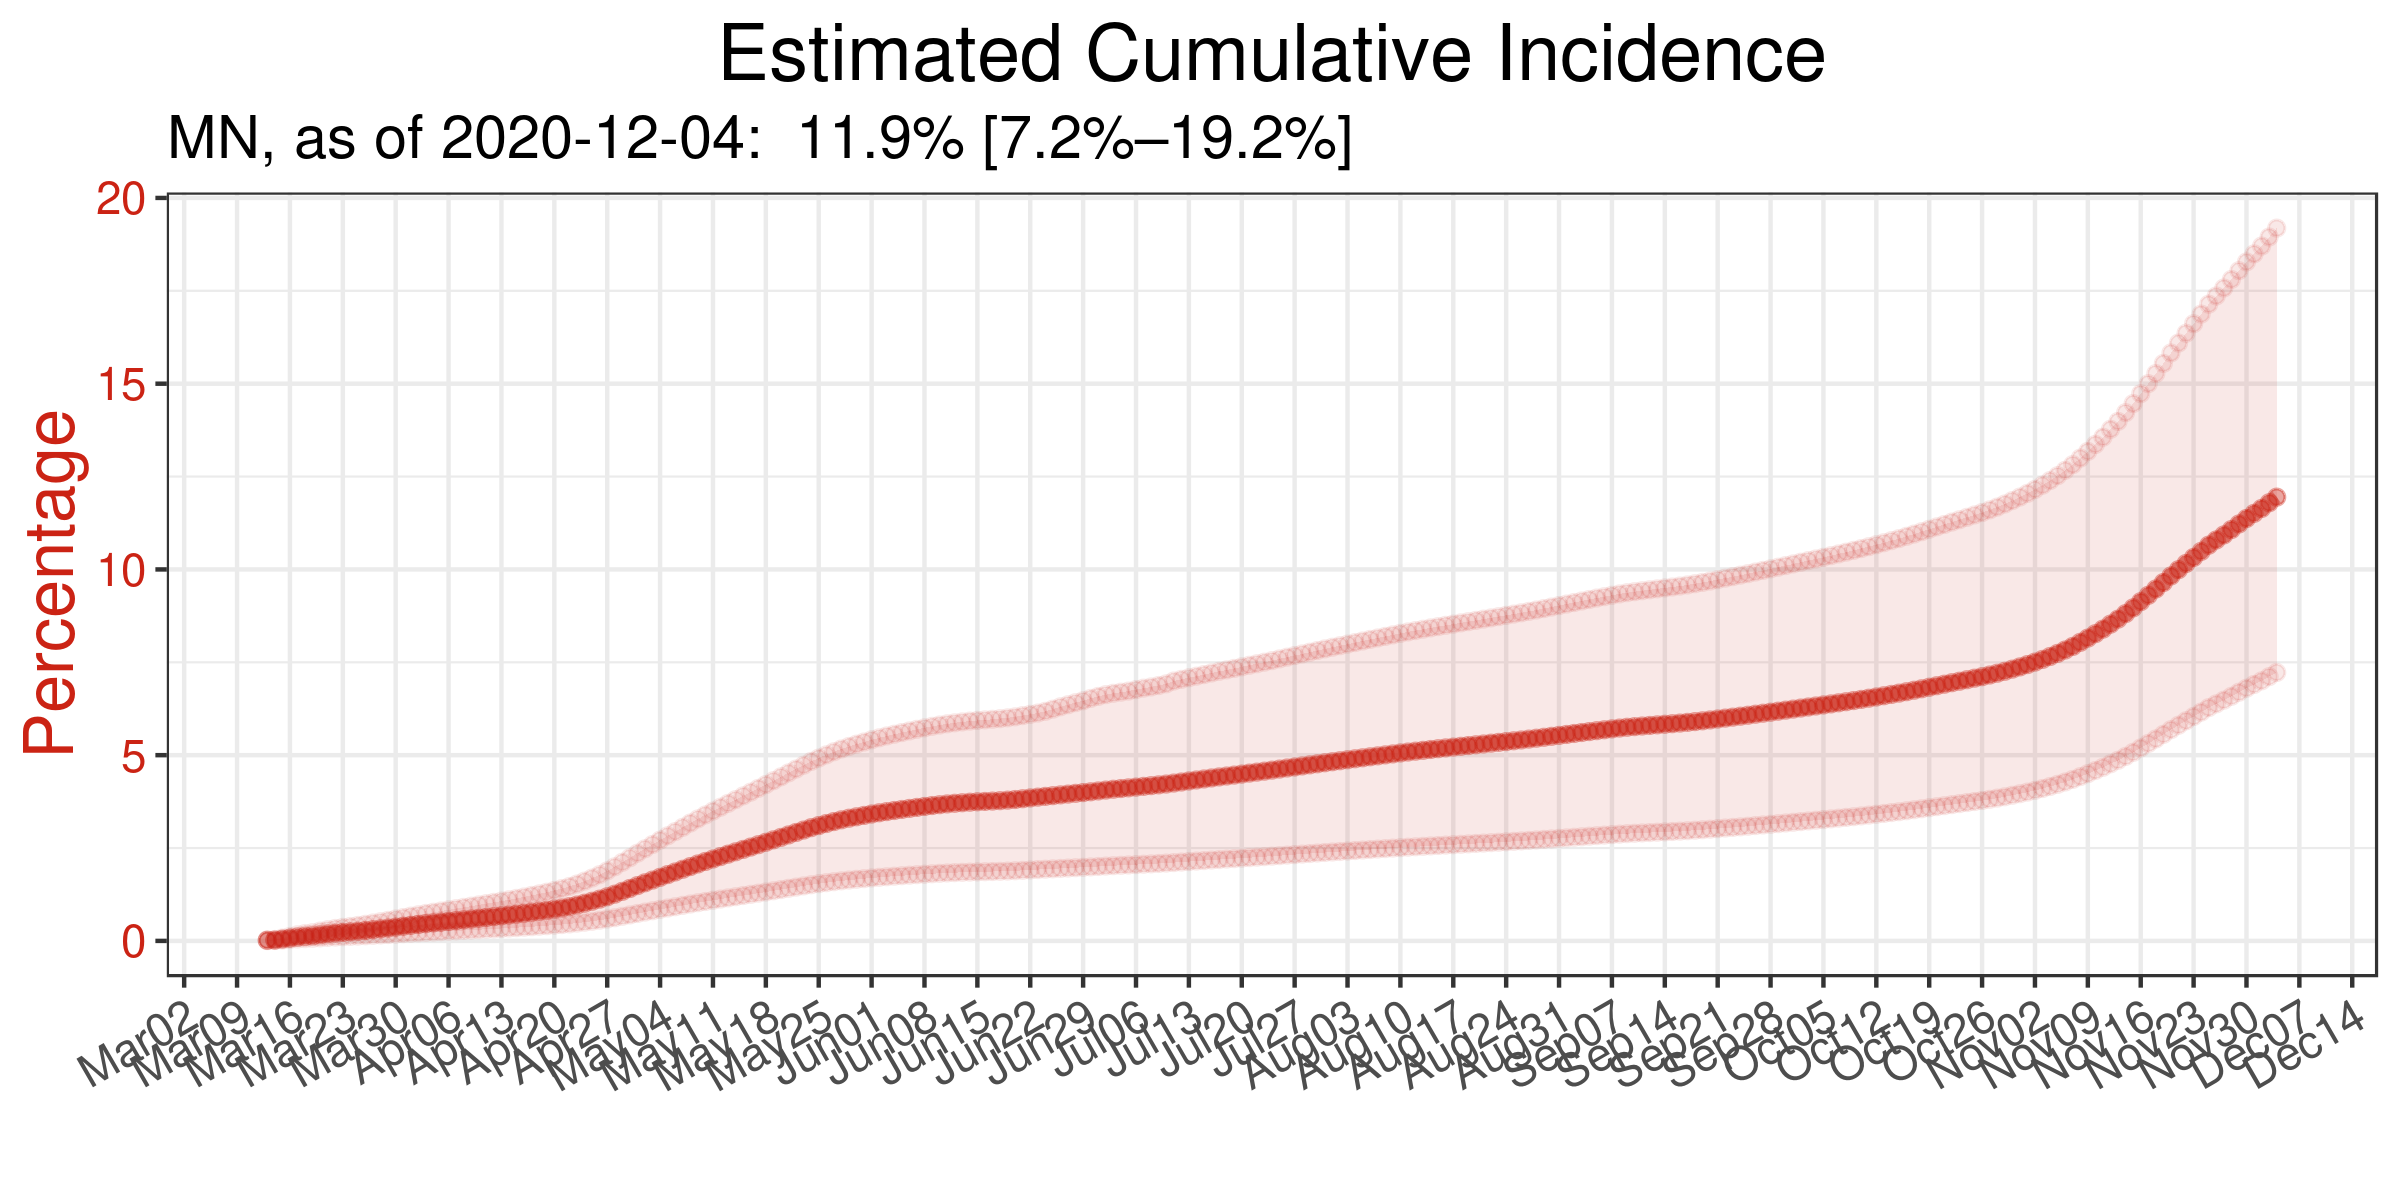 Estimated Cumulative Incidence
MN, as of 2020-12-04:  11.9% [7.2%–19.2%]
Percentage
20
15
10
5
0
Mar02
Mar09
Mar16
Mar23
Mar30
Apr06
Apr13
Apr20
Apr27
May04
May11
May18
May25
Jun01
Jun08
Jun15
Jun22
Jun29
Jul06
Jul13
Jul20
Jul27
Aug03
Aug10
Aug17
Aug24
Aug31
Sep07
Sep14
Sep21
Sep28
Oct05
Oct12
Oct19
Oct26
Nov02
Nov09
Nov16
Nov23
Nov30
Dec07
Dec14